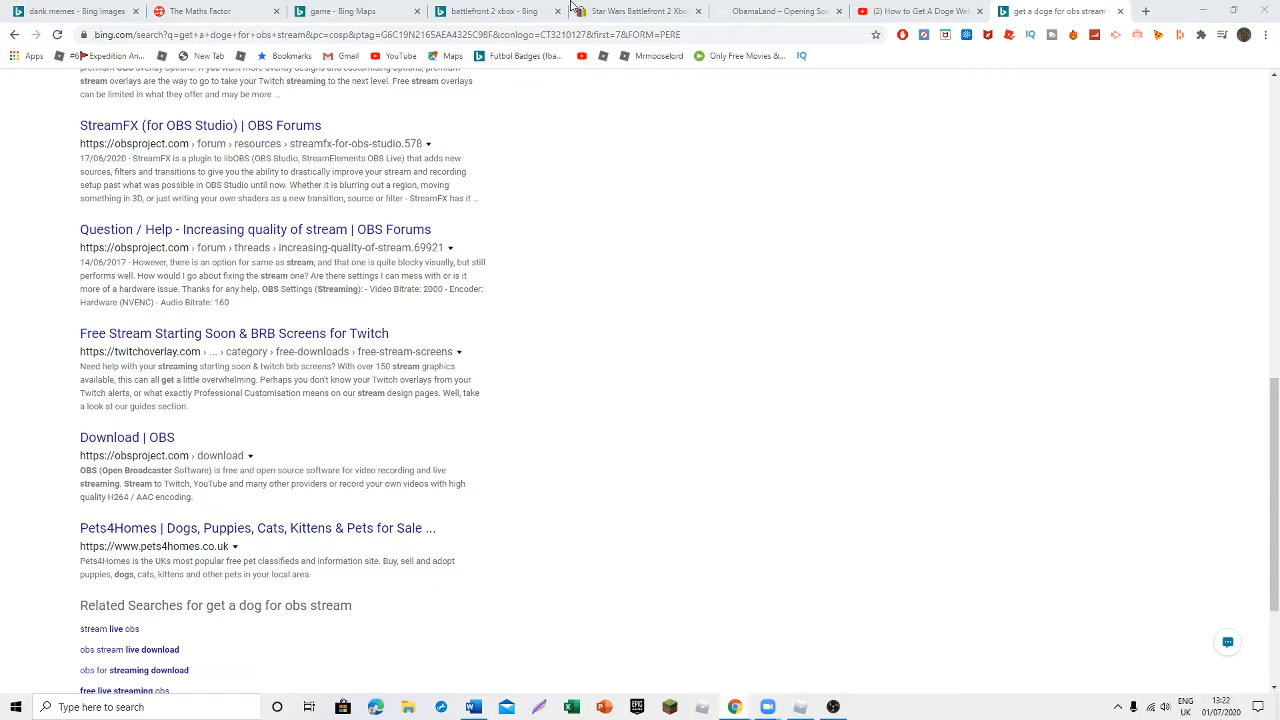 dank memes - Bing images
The Maths Factor
game - Bing Maps
battlefront 2 xbsx - Bing
Star Wars Battlefront 2 Xbo
ObamaLand – Opening Sc
(2) How to Get A Doge Wel
get a doge for obs stream
bing.com/search?q=get+a+doge+for+obs+stream&pc=cosp&ptag=G6C19N2165AEA4325C98F&conlogo=CT3210127&first=7&FORM=PERE
Apps
Expedition An...
New Tab
Bookmarks
Gmail
YouTube
Maps
Futbol Badges (fba...
Mrmooselord
Only Free Movies &...
stream overlays are the way to go to take your Twitch streaming to the next level. Free stream overlays
can be limited in what they offer and may be more ...
StreamFX (for OBS Studio) | OBS Forums
https://obsproject.com › forum › resources › streamfx-for-obs-studio.578
17/06/2020 · StreamFX is a plugin to libOBS (OBS Studio, StreamElements OBS Live) that adds new
sources, filters and transitions to give you the ability to drastically improve your stream and recording
setup past what was possible in OBS Studio until now. Whether it is blurring out a region, moving
something in 3D, or just writing your own shaders as a new transition, source or filter - StreamFX has it ...
Question / Help - Increasing quality of stream | OBS Forums
https://obsproject.com › forum › threads › increasing-quality-of-stream.69921
14/06/2017 · However, there is an option for same as stream, and that one is quite blocky visually, but still
performs well. How would I go about fixing the stream one? Are there settings I can mess with or is it
more of a hardware issue. Thanks for any help. OBS Settings (Streaming): - Video Bitrate: 2000 - Encoder:
Hardware (NVENC) - Audio Bitrate: 160
Free Stream Starting Soon & BRB Screens for Twitch
https://twitchoverlay.com › ... › category › free-downloads › free-stream-screens
Need help with your streaming starting soon & twitch brb screens? With over 150 stream graphics
available, this can all get a little overwhelming. Perhaps you don't know your Twitch overlays from your
Twitch alerts, or what exactly Professional Customisation means on our stream design pages. Well, take
a look at our guides section.
Download | OBS
https://obsproject.com › download
OBS (Open Broadcaster Software) is free and open source software for video recording and live
streaming. Stream to Twitch, YouTube and many other providers or record your own videos with high
quality H264 / AAC encoding.
Pets4Homes | Dogs, Puppies, Cats, Kittens & Pets for Sale ...
https://www.pets4homes.co.uk
Pets4Homes is the UKs most popular free pet classifieds and information site. Buy, sell and adopt
puppies, dogs, cats, kittens and other pets in your local area.
Related Searches for get a dog for obs stream
stream live obs
obs stream live download
obs for streaming download
free live streaming obs
Type here to search
ENG
UK
13:22
01/07/2020